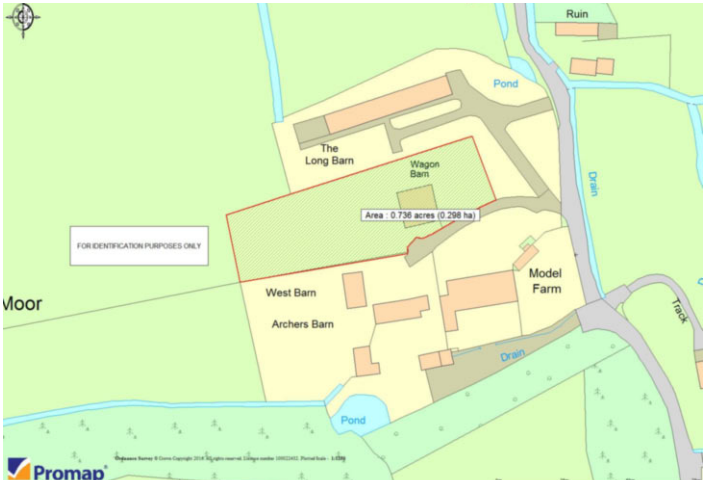 Ruin
Pond
The
Long Barn
Wagon
Barn
Area : 0.736 acres (0.298 ha)
Drain
FOR IDENTIFICATION PURPOSES ONLY
Model
Farm
West Barn
Moor
Archers Barn
Track
Drain
Pond
Promap